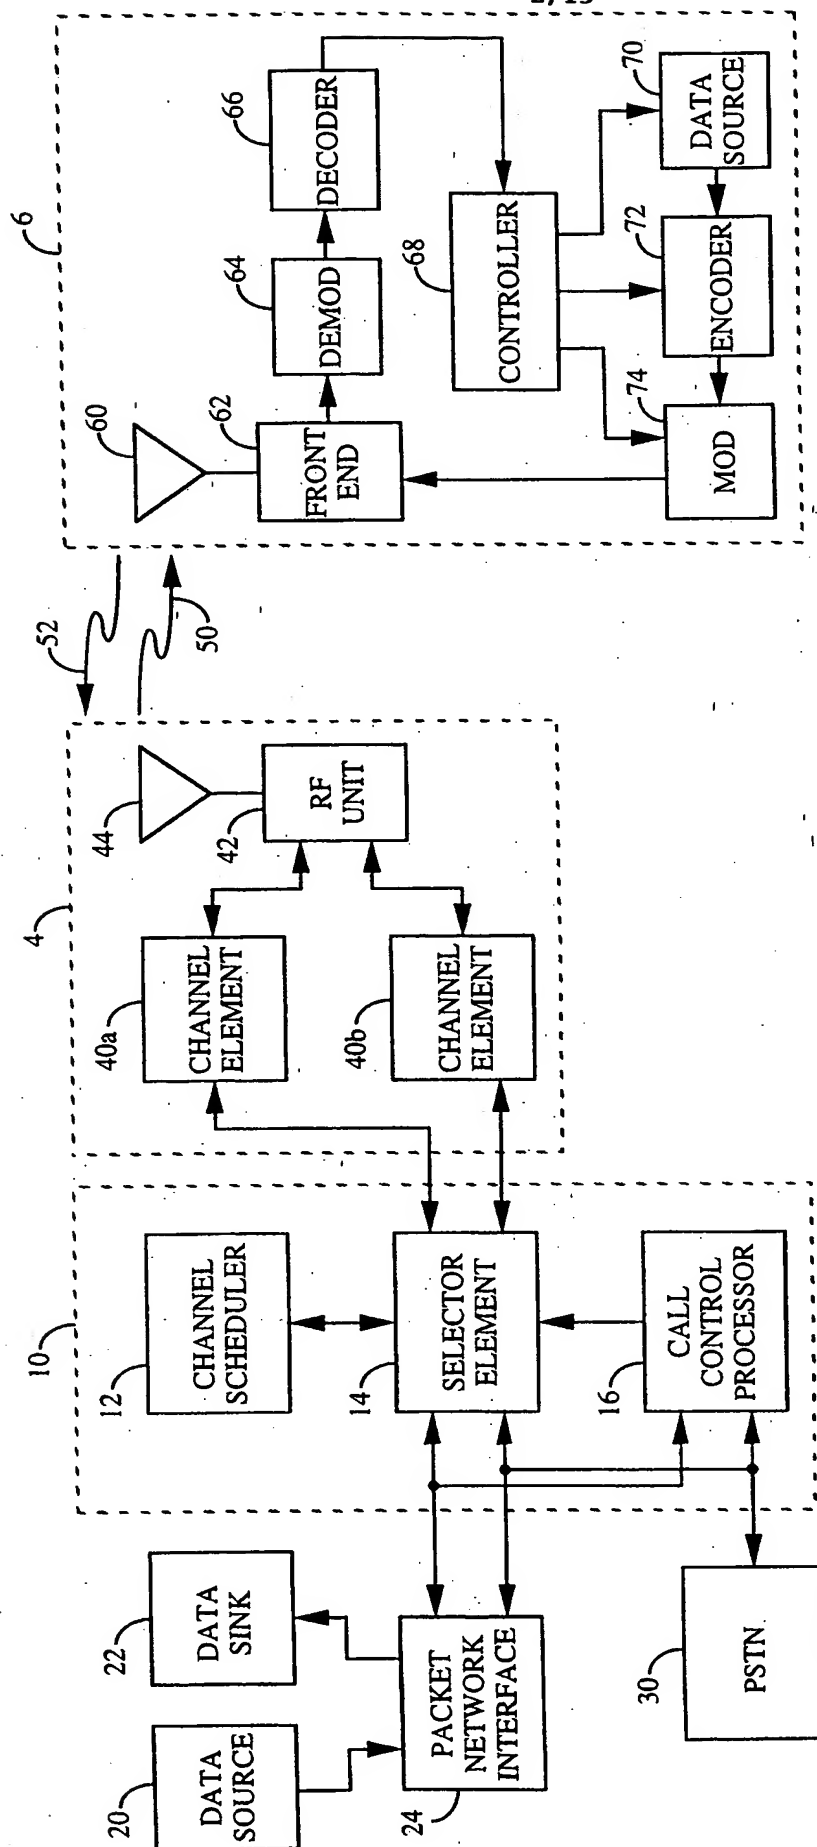 20
DATA
SOURCE
22
DATA
SINK
24
PACKET
NETWORK
INTERFACE
30
PSTN
10
12
CHANNEL
SCHEDULER
14
SELECTOR
ELEMENT
16
CALL
CONTROL
PROCESSOR
4
40a
CHANNEL
ELEMENT
40b
CHANNEL
ELEMENT
44
42
RF
UNIT
52
50
6
60
62
FRONT
END
64
DEMOD
66
DECODER
68
CONTROLLER
70
DATA
SOURCE
72
ENCODER
74
MOD